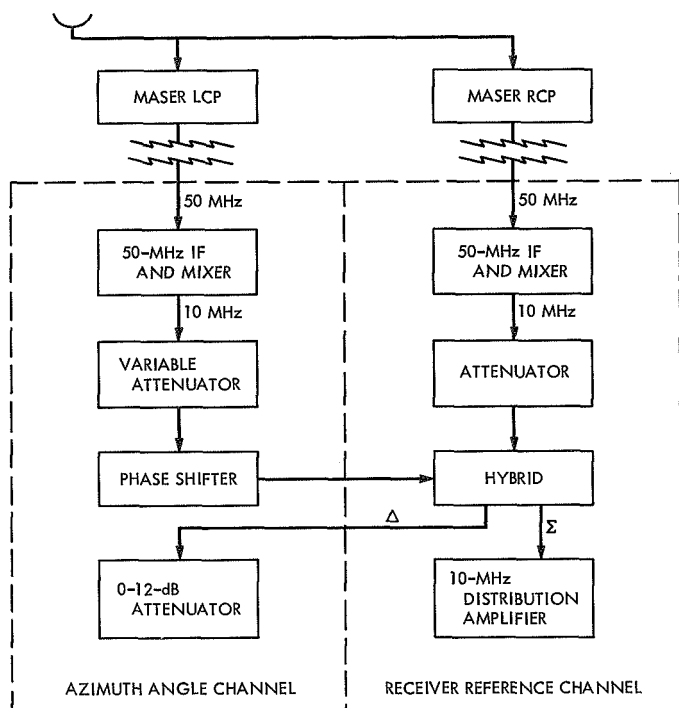 MASER LCP
MASER RCP
50 MHz
50 MHz
50-MHz IF
AND MIXER
50-MHz IF
AND MIXER
10 MHz
10 MHz
VARIABLE
ATTENUATOR
ATTENUATOR
PHASE SHIFTER
HYBRID
Δ
Σ
0-12-dB
ATTENUATOR
10-MHz
DISTRIBUTION
AMPLIFIER
AZIMUTH ANGLE CHANNEL
RECEIVER REFERENCE CHANNEL